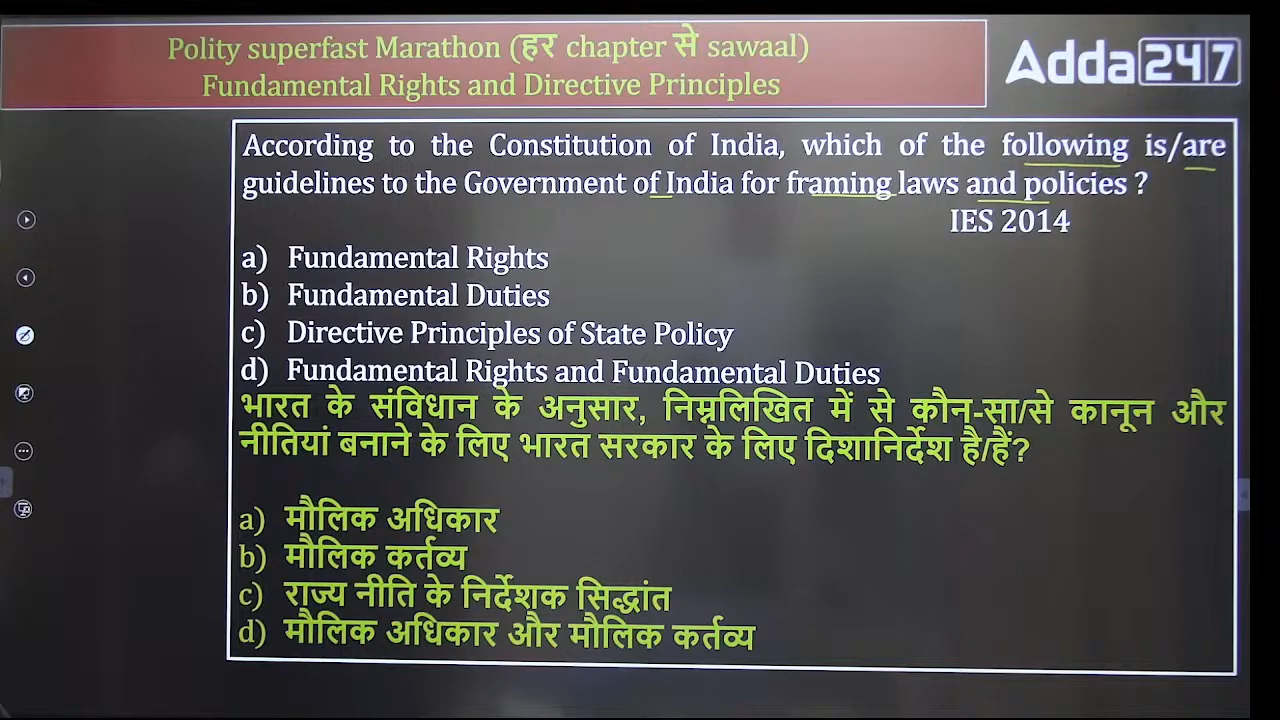 Polity superfast Marathon (हर chapter से sawaal)
Fundamental Rights and Directive Principles
Adda247
According to the Constitution of India, which of the following is/are
guidelines to the Government of India for framing laws and policies ?
IES 2014
a) Fundamental Rights
b) Fundamental Duties
c) Directive Principles of State Policy
d) Fundamental Rights and Fundamental Duties
भारत के संविधान के अनुसार, निम्नलिखित में से कौन-सा/से कानून और
नीतियां बनाने के लिए भारत सरकार के लिए दिशानिर्देश है/हैं?
a) मौलिक अधिकार
b) मौलिक कर्तव्य
c) राज्य नीति के निर्देशक सिद्धांत
d) मौलिक अधिकार और मौलिक कर्तव्य